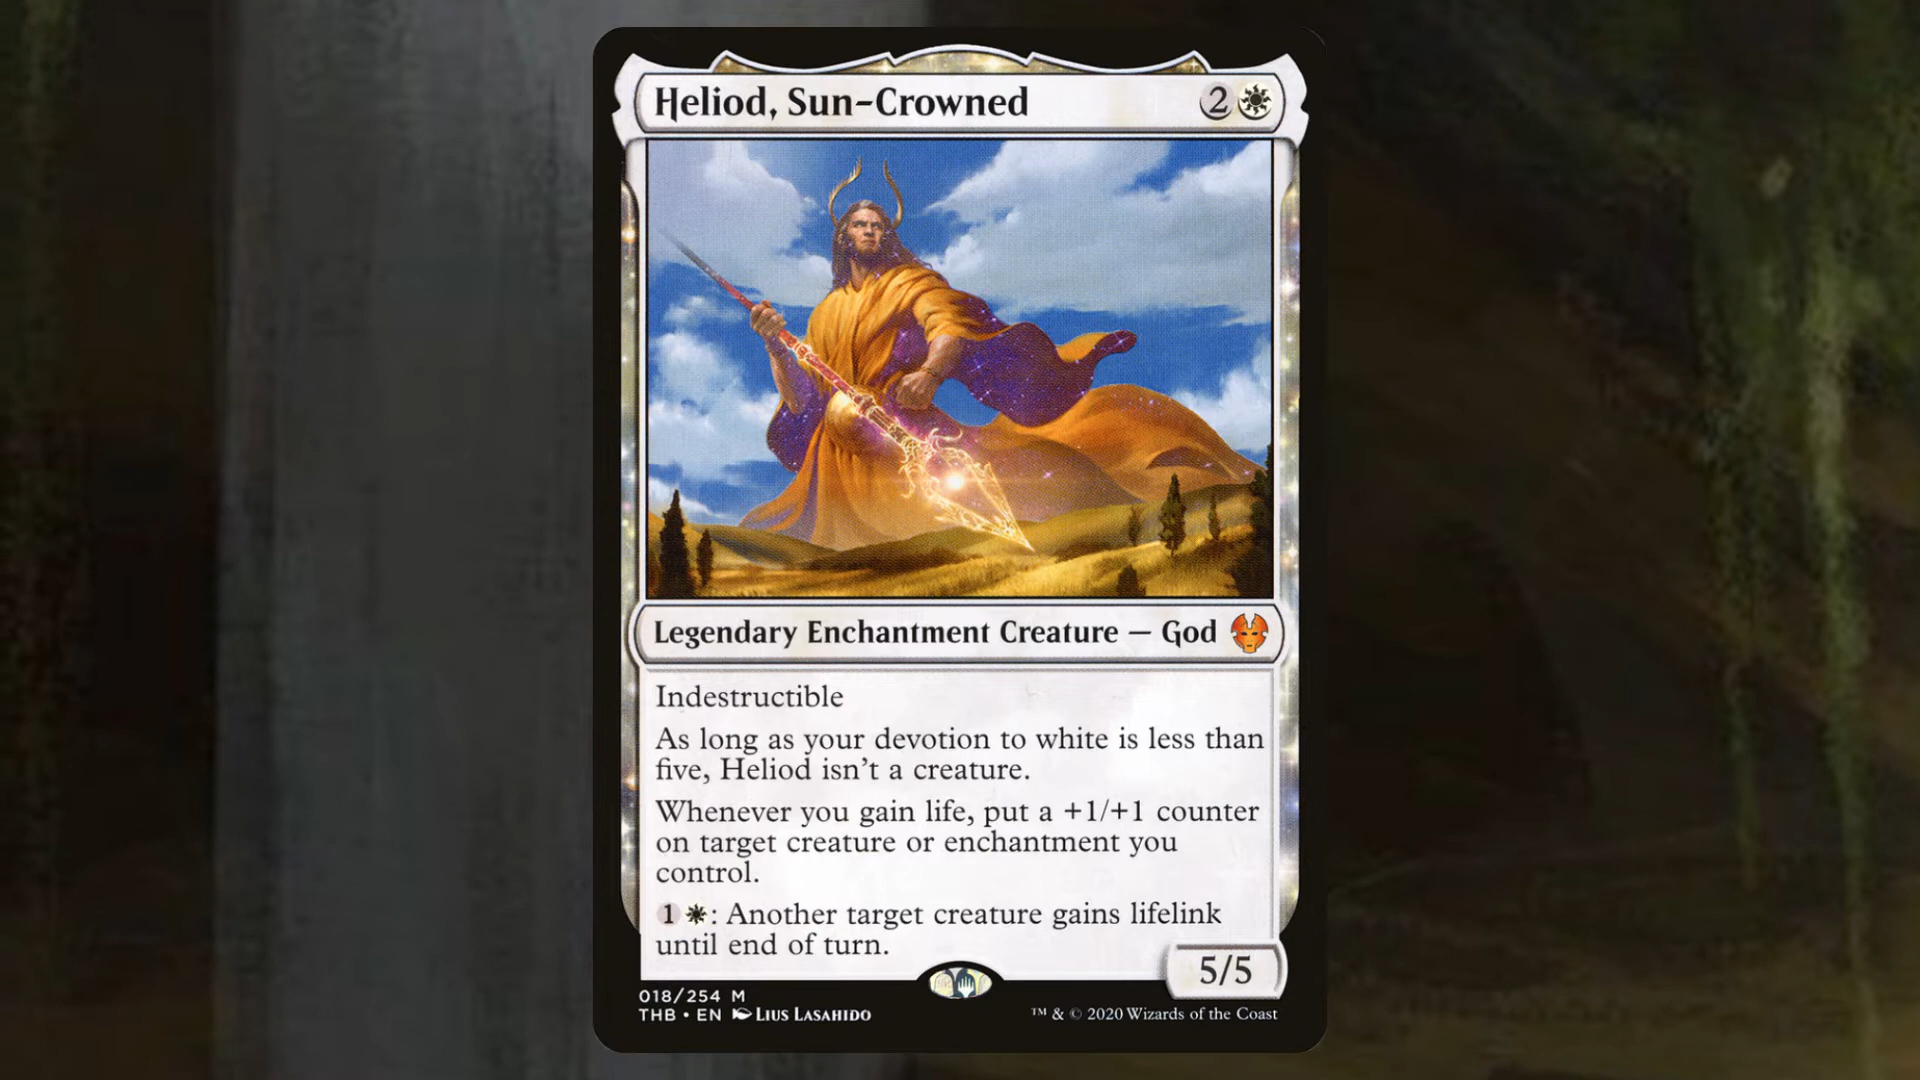 Heliod, Sun-Crowned 2
Legendary Enchantment Creature — God
Indestructible
As long as your devotion to white is less than
five, Heliod isn't a creature.
Whenever you gain life, put a +1/+1 counter
on target creature or enchantment you
control.
1 : Another target creature gains lifelink
until end of turn.
5/5
018/254 M
THB • EN Lius Lasahido
™ & © 2020 Wizards of the Coast